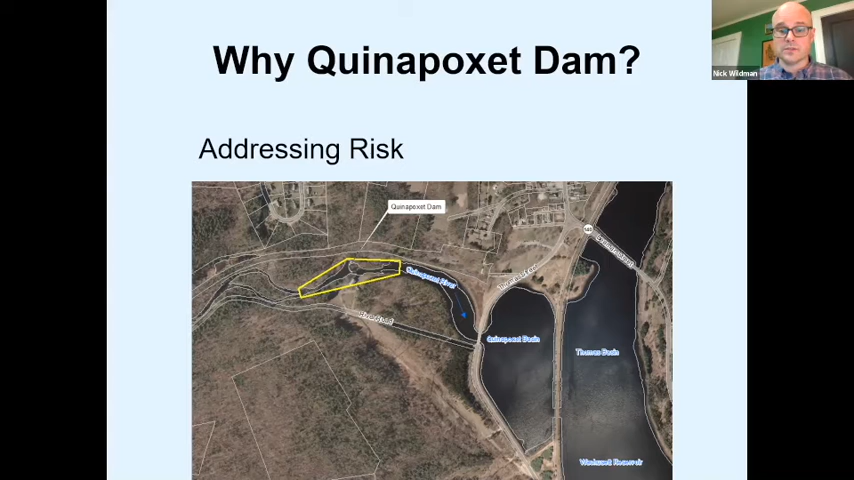 Why Quinapoxet Dam?
Nick Wildman
Addressing Risk
Quinapoxet Dam
Quinapoxet River
Quinapoxet Basin
Thomas Basin
Wachusett Reservoir